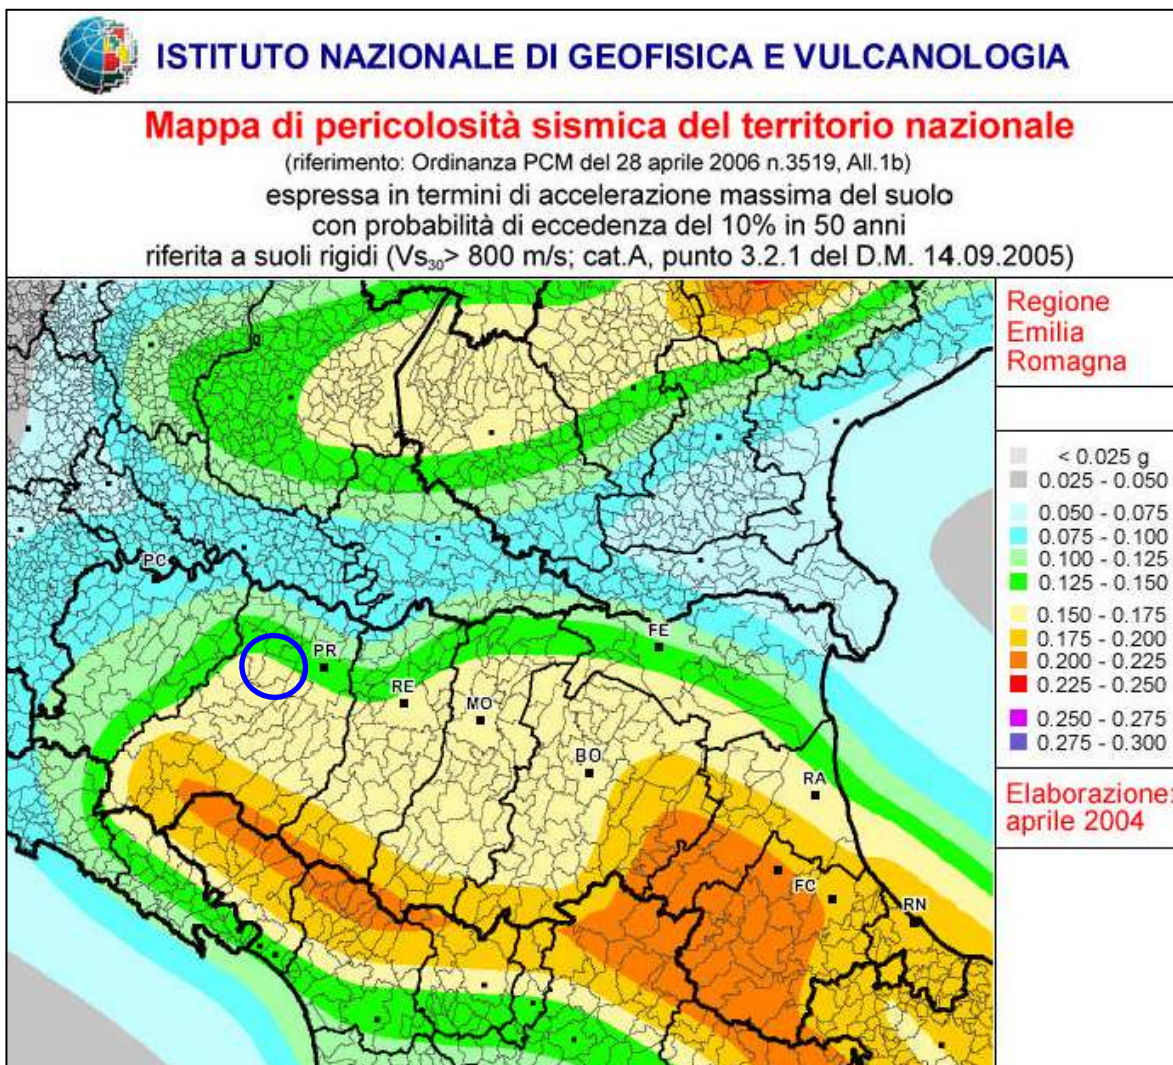 ISTITUTO NAZIONALE DI GEOFISICA E VULCANOLOGIA
Mappa di pericolosità sismica del territorio nazionale
(riferimento: Ordinanza PCM del 28 aprile 2006 n.3519, All.1b)
espressa in termini di accelerazione massima del suolo
con probabilità di eccedenza del 10% in 50 anni
riferita a suoli rigidi (Vs₃₀> 800 m/s; cat.A, punto 3.2.1 del D.M. 14.09.2005)
Regione
Emilia
Romagna
< 0.025 g
0.025 - 0.050
0.050 - 0.075
0.075 - 0.100
0.100 - 0.125
0.125 - 0.150
0.150 - 0.175
0.175 - 0.200
0.200 - 0.225
0.225 - 0.250
0.250 - 0.275
0.275 - 0.300
Elaborazione:
aprile 2004
PC
PR
FE
RE
MO
BO
RA
FC
RN